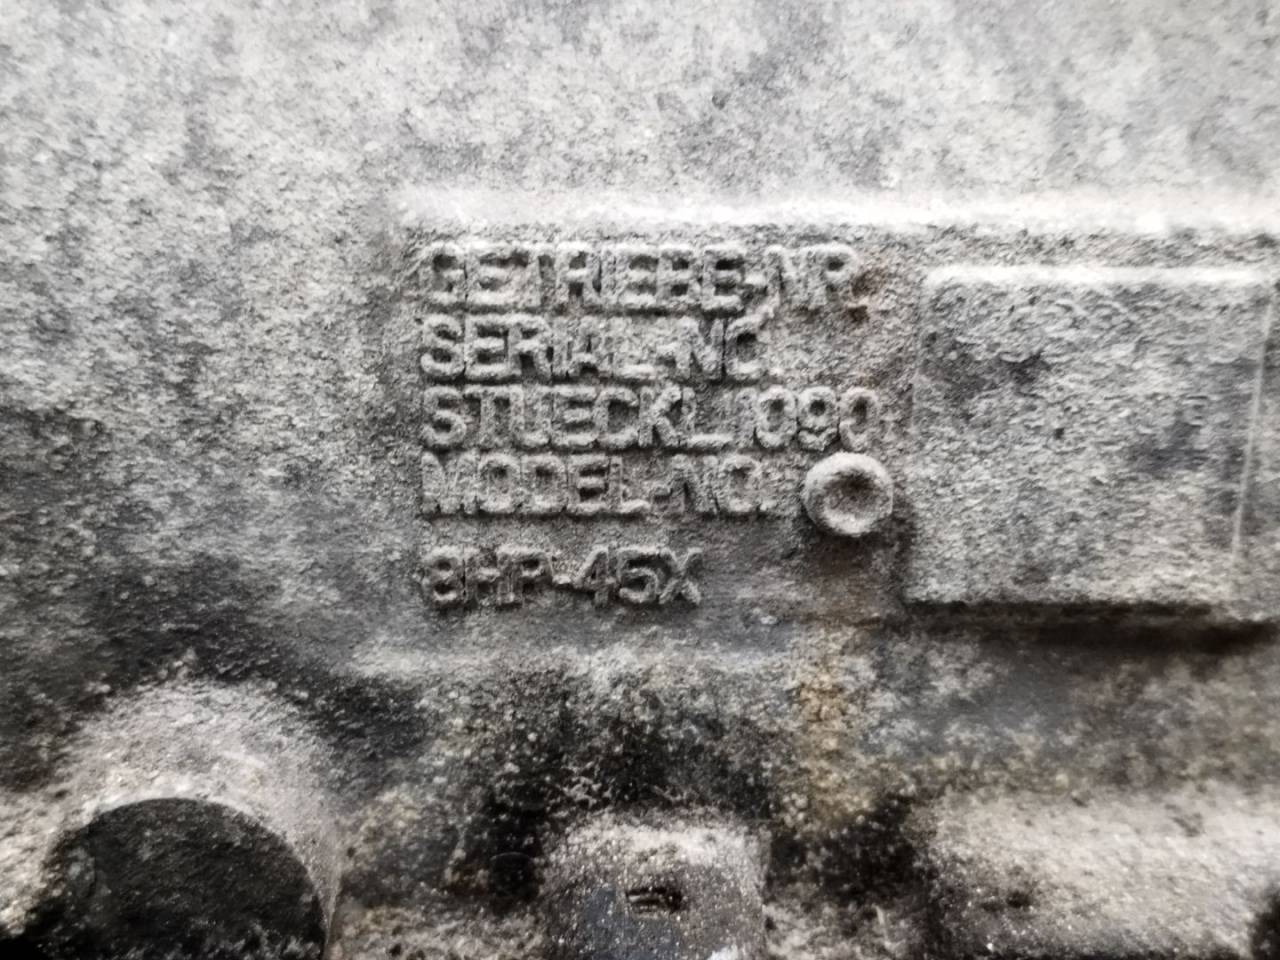 GETRIEBE-NR.
SERIAL-NO.
STUECKL.1090-
MODEL-NO.
8HP-45X